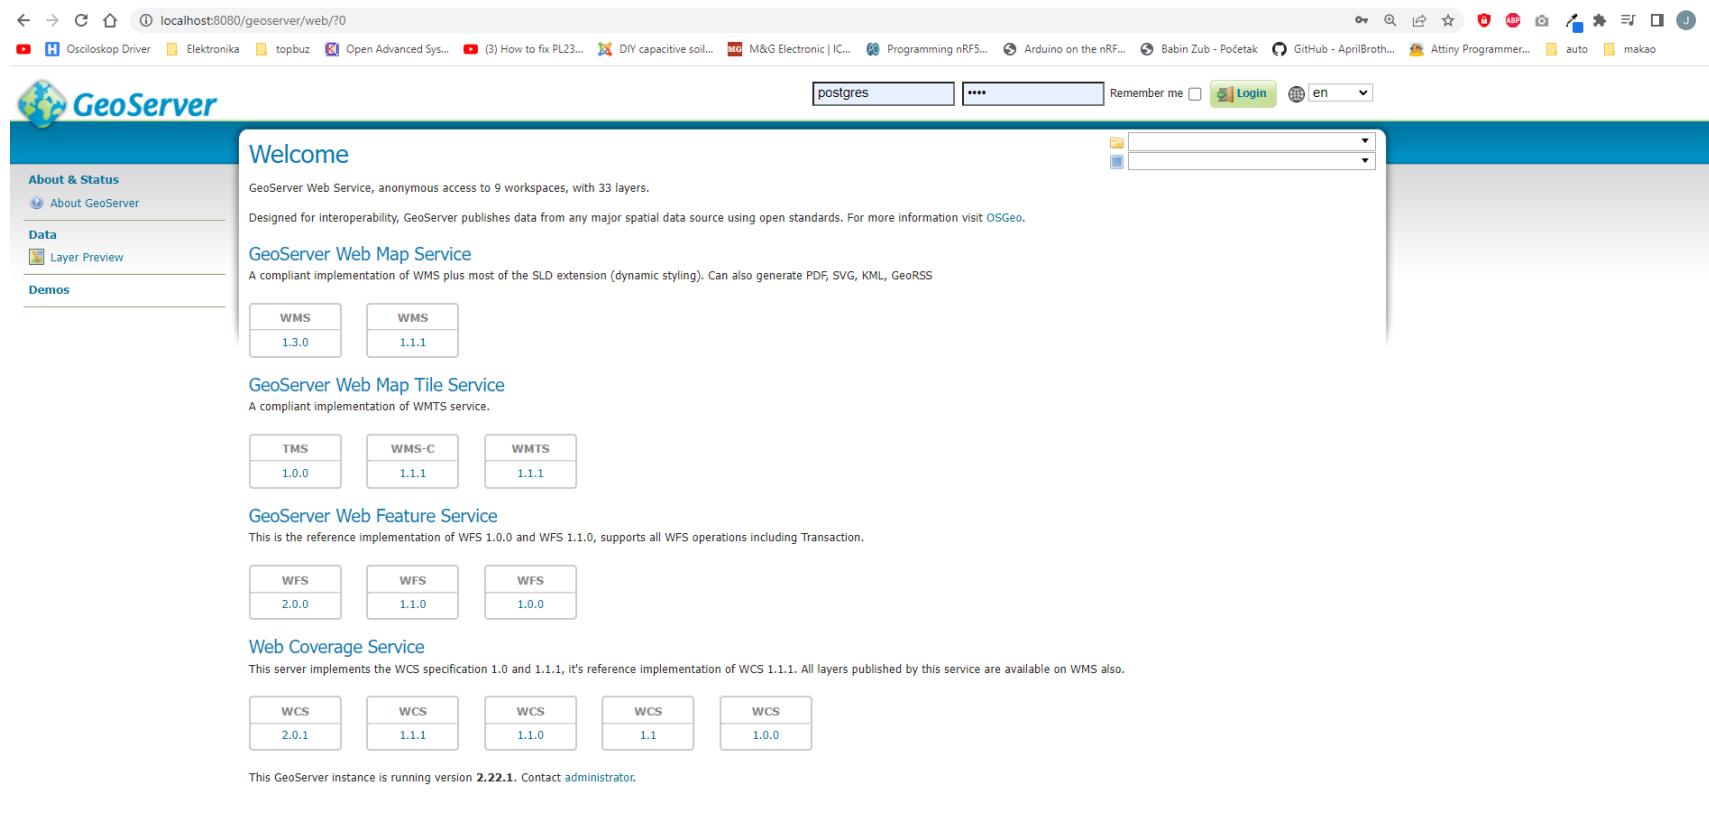 localhost:8080/geoserver/web/?0
Osciloskop Driver Elektronika topbuz Open Advanced Sys... (3) How to fix PL23... DIY capacitive soil... MG M&G Electronic | IC... Programming nRF5... Arduino on the nRF... Babin Zub - Početak GitHub - AprilBroth... Attiny Programmer... auto makao
GeoServer
postgres •••• Remember me Login en
Welcome
GeoServer Web Service, anonymous access to 9 workspaces, with 33 layers.
Designed for interoperability, GeoServer publishes data from any major spatial data source using open standards. For more information visit OSGeo.
About & Status
About GeoServer
Data
Layer Preview
Demos
GeoServer Web Map Service
A compliant implementation of WMS plus most of the SLD extension (dynamic styling). Can also generate PDF, SVG, KML, GeoRSS
WMS WMS
1.3.0 1.1.1
GeoServer Web Map Tile Service
A compliant implementation of WMTS service.
TMS WMS-C WMTS
1.0.0 1.1.1 1.1.1
GeoServer Web Feature Service
This is the reference implementation of WFS 1.0.0 and WFS 1.1.0, supports all WFS operations including Transaction.
WFS WFS WFS
2.0.0 1.1.0 1.0.0
Web Coverage Service
This server implements the WCS specification 1.0 and 1.1.1, it's reference implementation of WCS 1.1.1. All layers published by this service are available on WMS also.
WCS WCS WCS WCS WCS
2.0.1 1.1.1 1.1.0 1.1 1.0.0
This GeoServer instance is running version 2.22.1. Contact administrator.